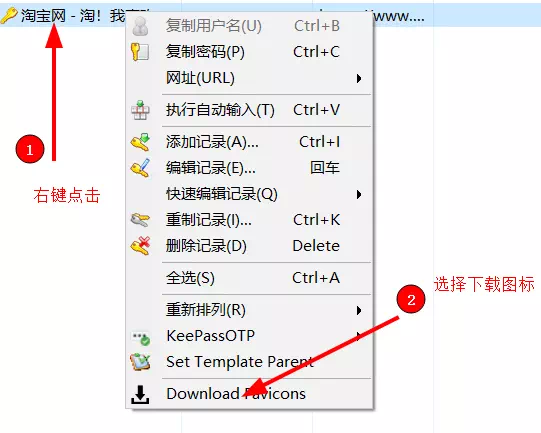 淘宝网 - 淘！我
www....
复制用户名(U) Ctrl+B
复制密码(P) Ctrl+C
网址(URL)
执行自动输入(T) Ctrl+V
1
添加记录(A)... Ctrl+I
编辑记录(E)... 回车
右键点击
快速编辑记录(Q)
重制记录(I)... Ctrl+K
删除记录(D) Delete
全选(S) Ctrl+A
选择下载图标
2
重新排列(R)
KeePassOTP
Set Template Parent
Download Favicons